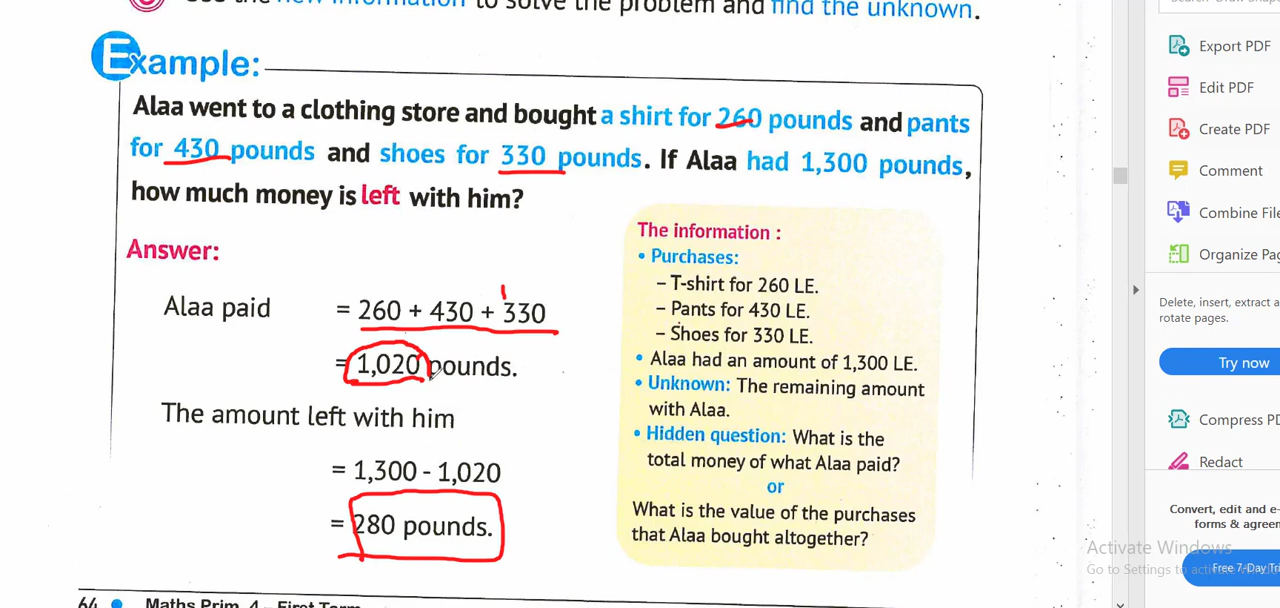 Use the new information to solve the problem and find the unknown.
Example:
Alaa went to a clothing store and bought a shirt for 260 pounds and pants
for 430 pounds and shoes for 330 pounds. If Alaa had 1,300 pounds,
how much money is left with him?
Answer:
Alaa paid = 260 + 430 + 330
= 1,020 pounds.
The amount left with him
= 1,300 - 1,020
= 280 pounds.
The information :
• Purchases:
– T-shirt for 260 LE.
– Pants for 430 LE.
– Shoes for 330 LE.
• Alaa had an amount of 1,300 LE.
• Unknown: The remaining amount
with Alaa.
• Hidden question: What is the
total money of what Alaa paid?
or
What is the value of the purchases
that Alaa bought altogether?
64 • Maths Prim. 4 – First Term
Export PDF
Edit PDF
Create PDF
Comment
Combine File
Organize Pag
Delete, insert, extract a
rotate pages.
Try now
Compress PD
Redact
Convert, edit and e-
forms & agreem
Activate Windows
Go to Settings to activate
Free 7-Day Tri